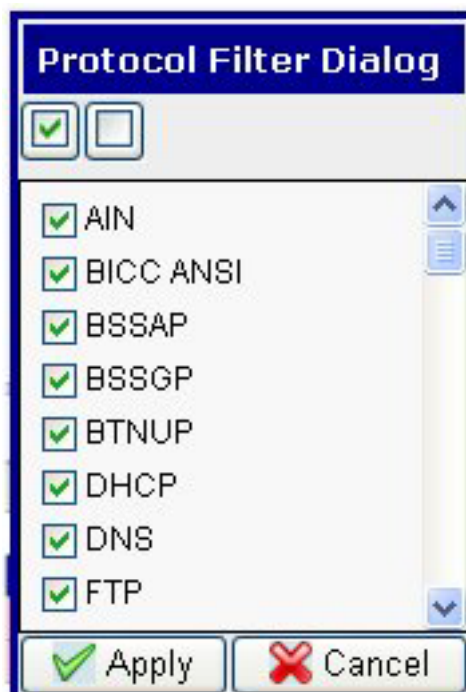 Protocol Filter Dialog
AIN
BICC ANSI
BSSAP
BSSGP
BTNUP
DHCP
DNS
FTP
Apply Cancel